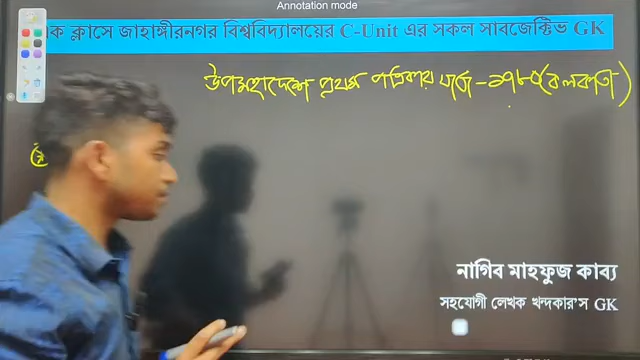 Annotation mode
ক ক্লাসে জাহাঙ্গীরনগর বিশ্ববিদ্যালয়ের C-Unit এর সকল সাবজেক্টিভ GK
উপমহাদেশে প্রথম পত্রিকার যাত্রা - ১৭৮০ (কলকাতা)
নাগিব মাহফুজ কাব্য
সহযোগী লেখক খন্দকার'স GK